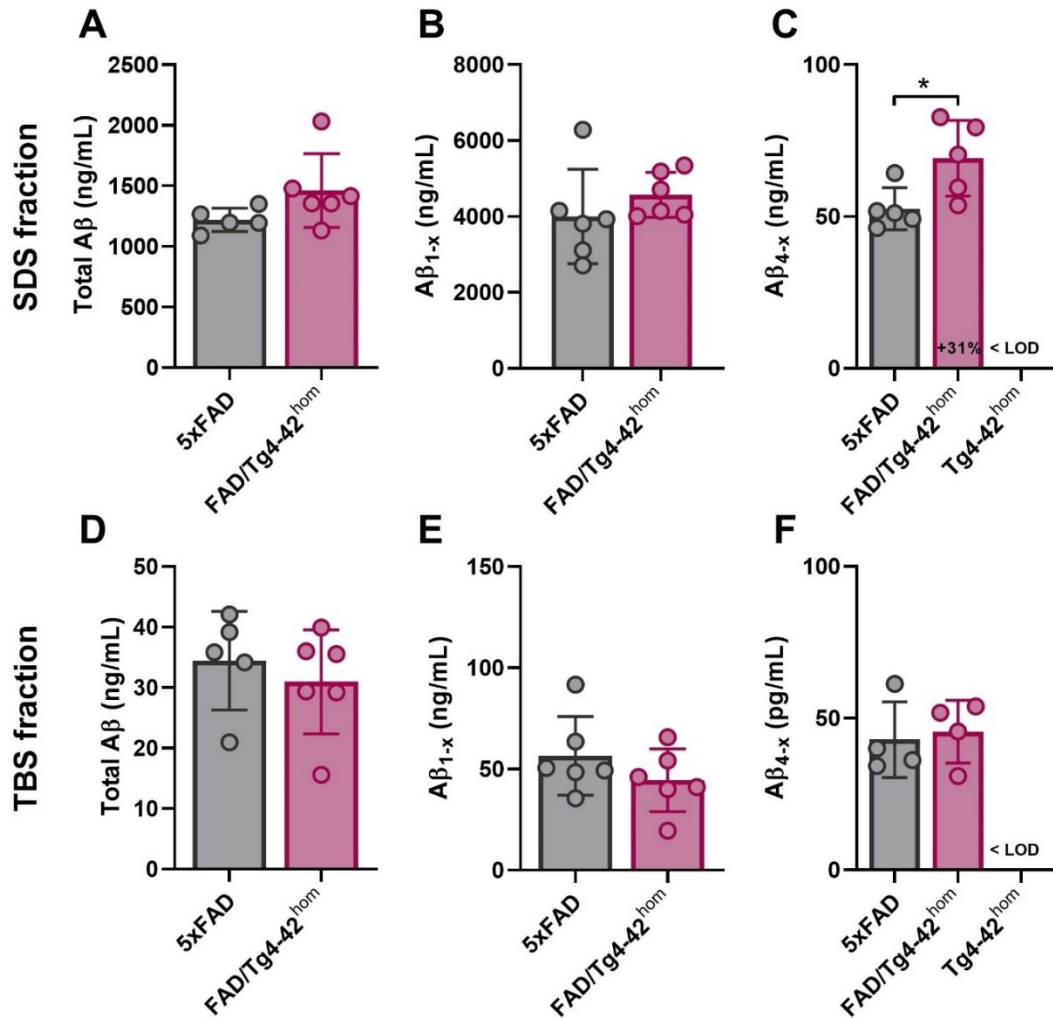 A
B
C
SDS fraction
Total Aβ (ng/mL)
2500
2000
1500
1000
500
0
5xFAD
FAD/Tg4-42hom
Aβ1-x (ng/mL)
8000
6000
4000
2000
0
5xFAD
FAD/Tg4-42hom
Aβ4-x (ng/mL)
100
50
0
*
+31%
< LOD
5xFAD
FAD/Tg4-42hom
Tg4-42hom
D
E
F
TBS fraction
Total Aβ (ng/mL)
50
40
30
20
10
0
5xFAD
FAD/Tg4-42hom
Aβ1-x (ng/mL)
150
100
50
0
5xFAD
FAD/Tg4-42hom
Aβ4-x (pg/mL)
100
50
0
< LOD
5xFAD
FAD/Tg4-42hom
Tg4-42hom